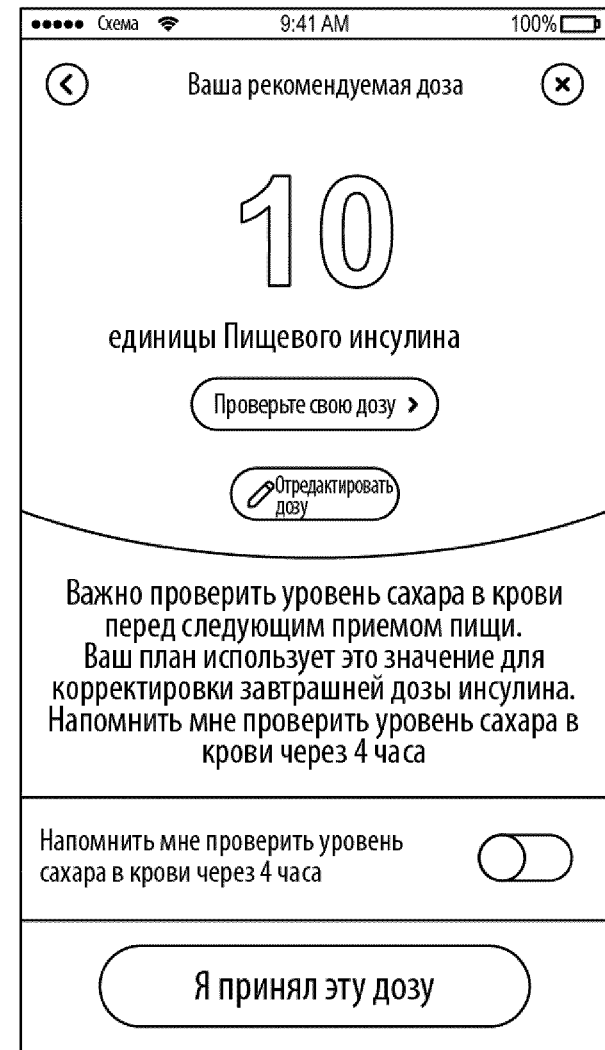 Схема 9:41 AM 100%
Ваша рекомендуемая доза
10
единицы Пищевого инсулина
Проверьте свою дозу
Отредактировать
дозу
Важно проверить уровень сахара в крови
перед следующим приемом пищи.
Ваш план использует это значение для
корректировки завтрашней дозы инсулина.
Напомнить мне проверить уровень сахара в
крови через 4 часа
Напомнить мне проверить уровень
сахара в крови через 4 часа
Я принял эту дозу